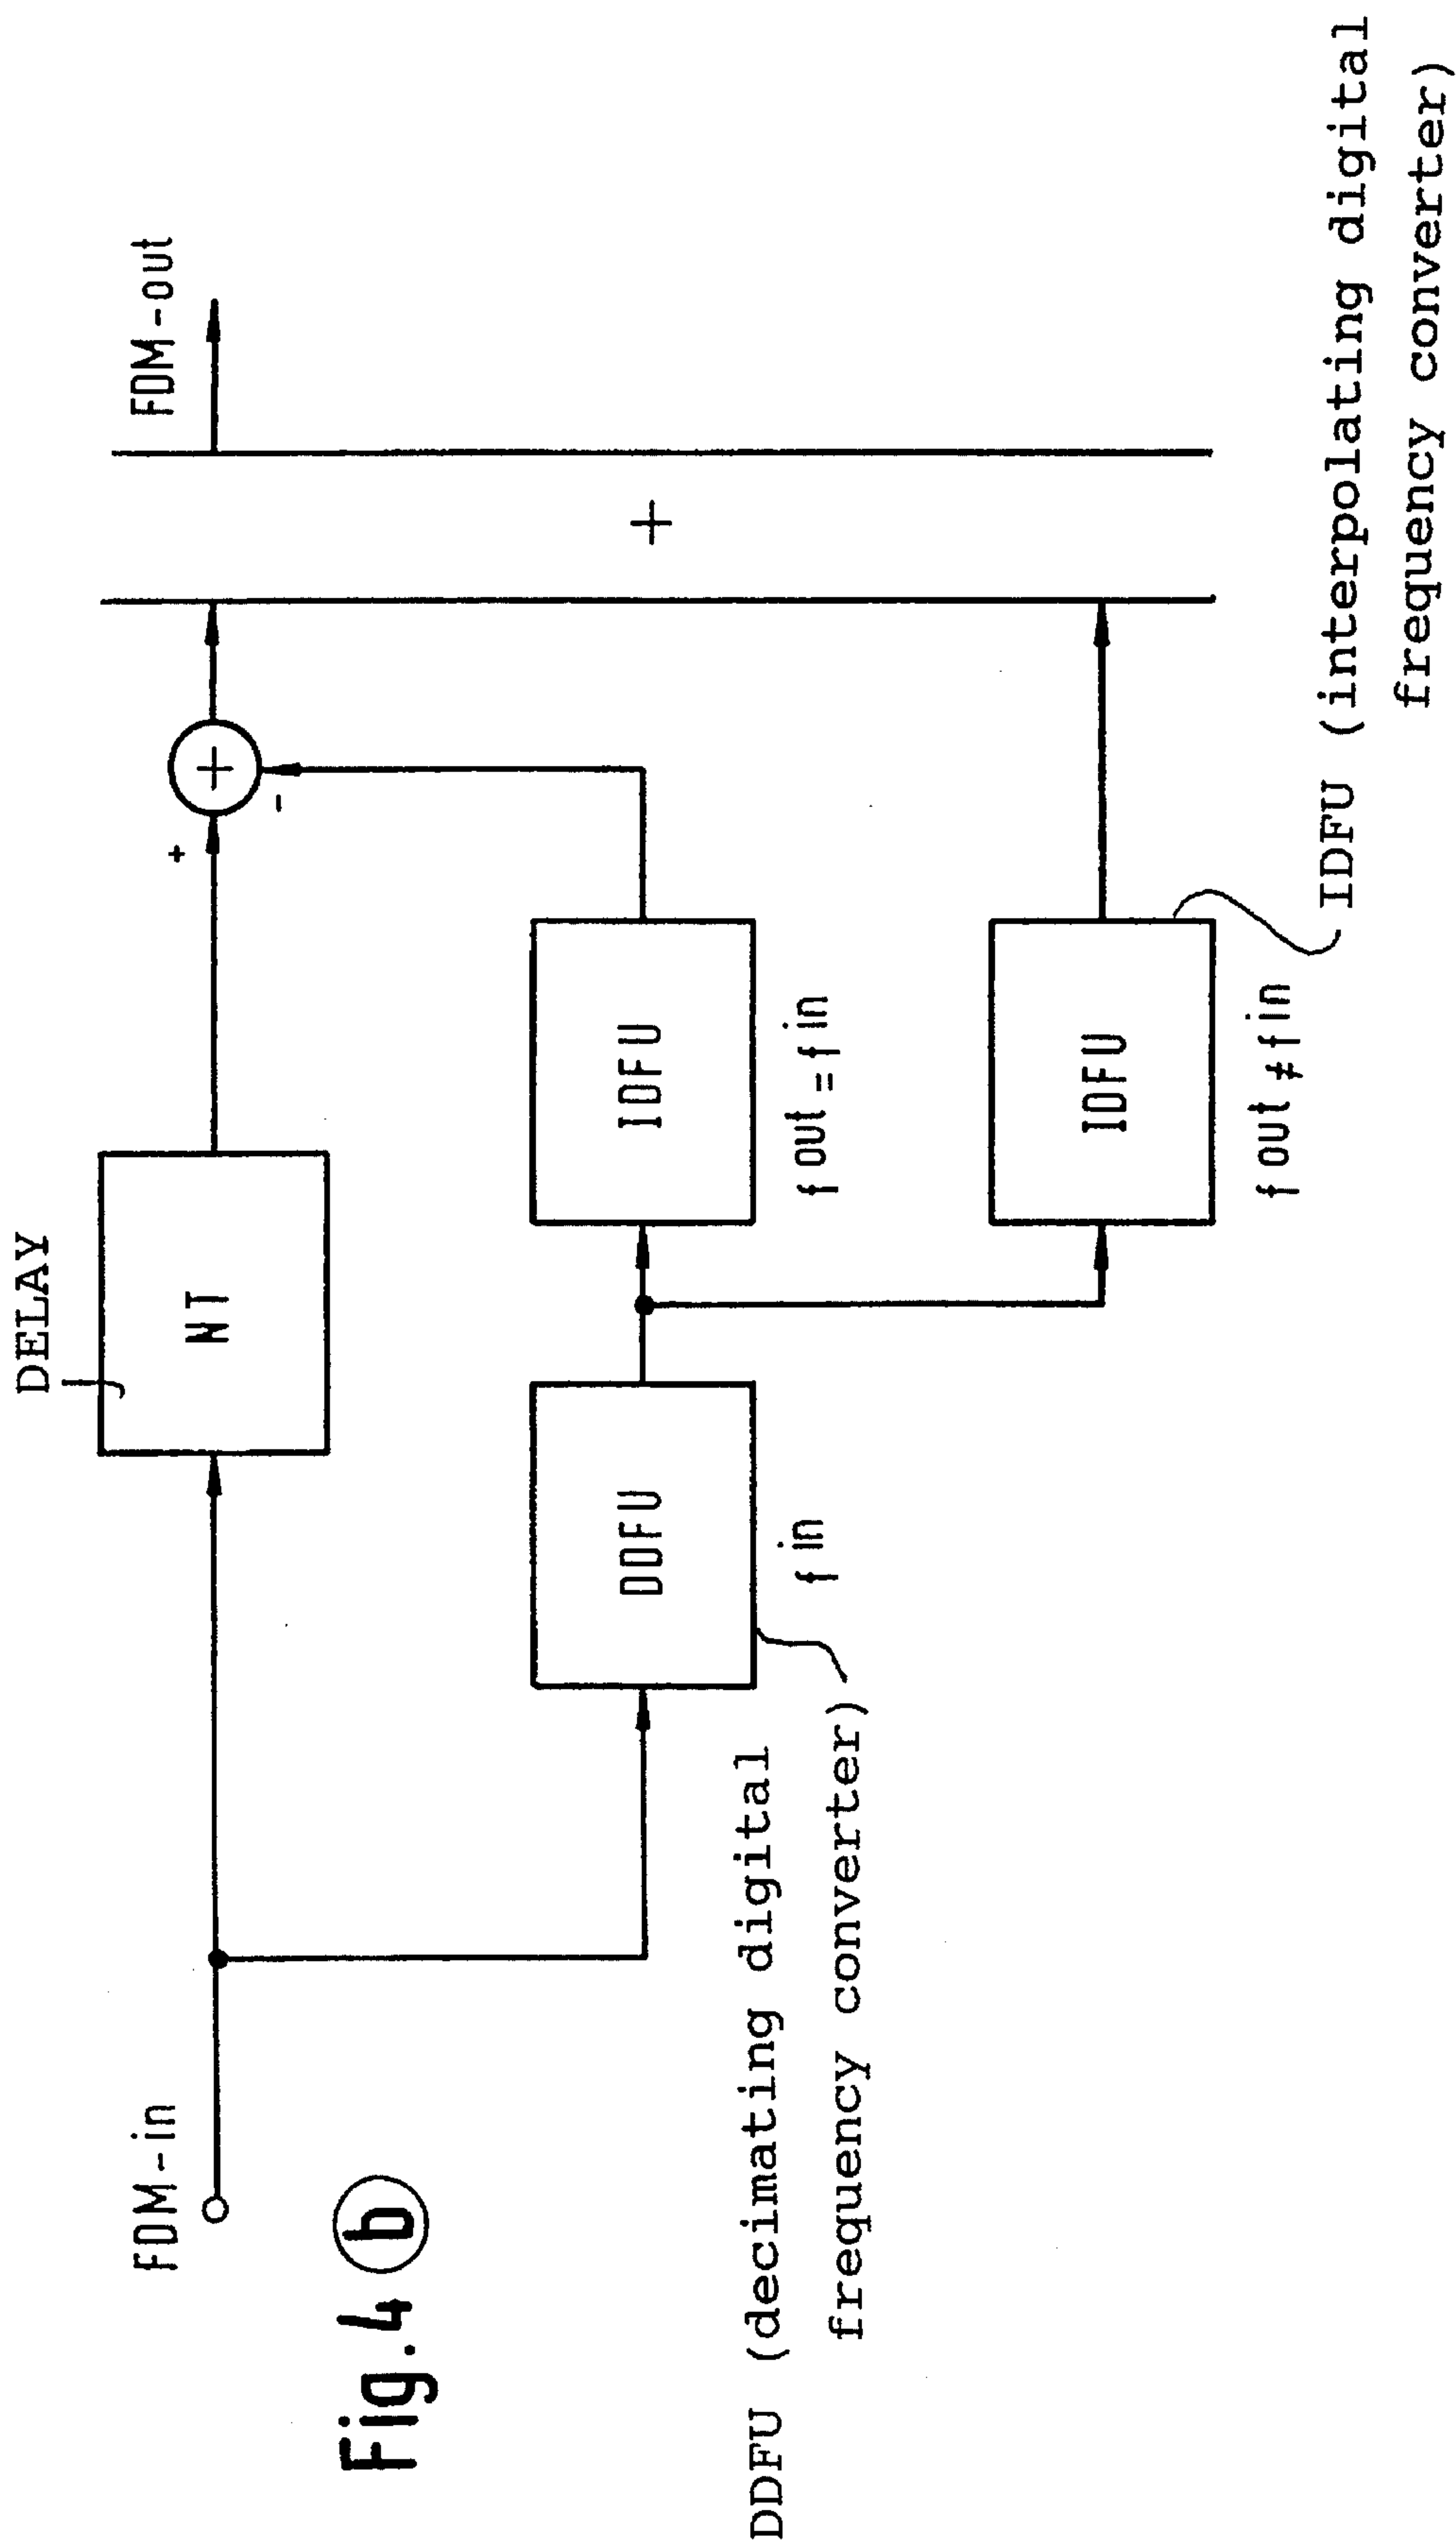 Fig.4 b
FDM-in
DELAY
NT
+
+
-
FDM-out
+
DDFU
f in
IDFU
f out = f in
IDFU
f out ≠ f in
DDFU (decimating digital
frequency converter)
IDFU (interpolating digital
frequency converter)